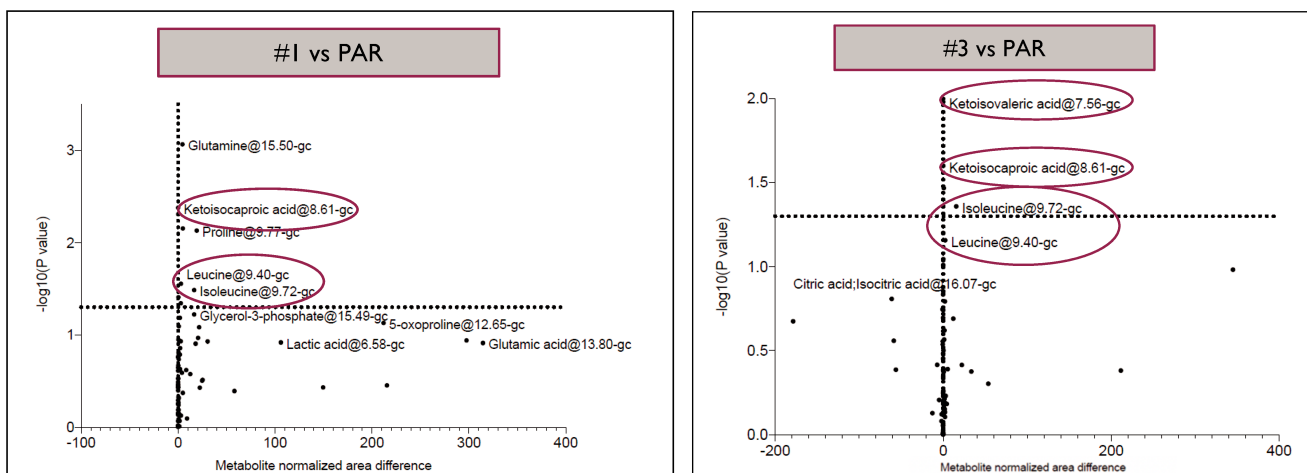 #1 vs PAR
-log10(P value)
3
2
1
0
Glutamine@15.50-gc
Ketoisocaproic acid@8.61-gc
Proline@9.77-gc
Leucine@9.40-gc
Isoleucine@9.72-gc
Glycerol-3-phosphate@15.49-gc
5-oxoproline@12.65-gc
Lactic acid@6.58-gc
Glutamic acid@13.80-gc
-100 0 100 200 300 400
Metabolite normalized area difference
#3 vs PAR
-log10(P value)
2.0
1.5
1.0
0.5
0.0
Ketoisovaleric acid@7.56-gc
Ketoisocaproic acid@8.61-gc
Isoleucine@9.72-gc
Leucine@9.40-gc
Citric acid;Isocitric acid@16.07-gc
-200 0 200 400
Metabolite normalized area difference